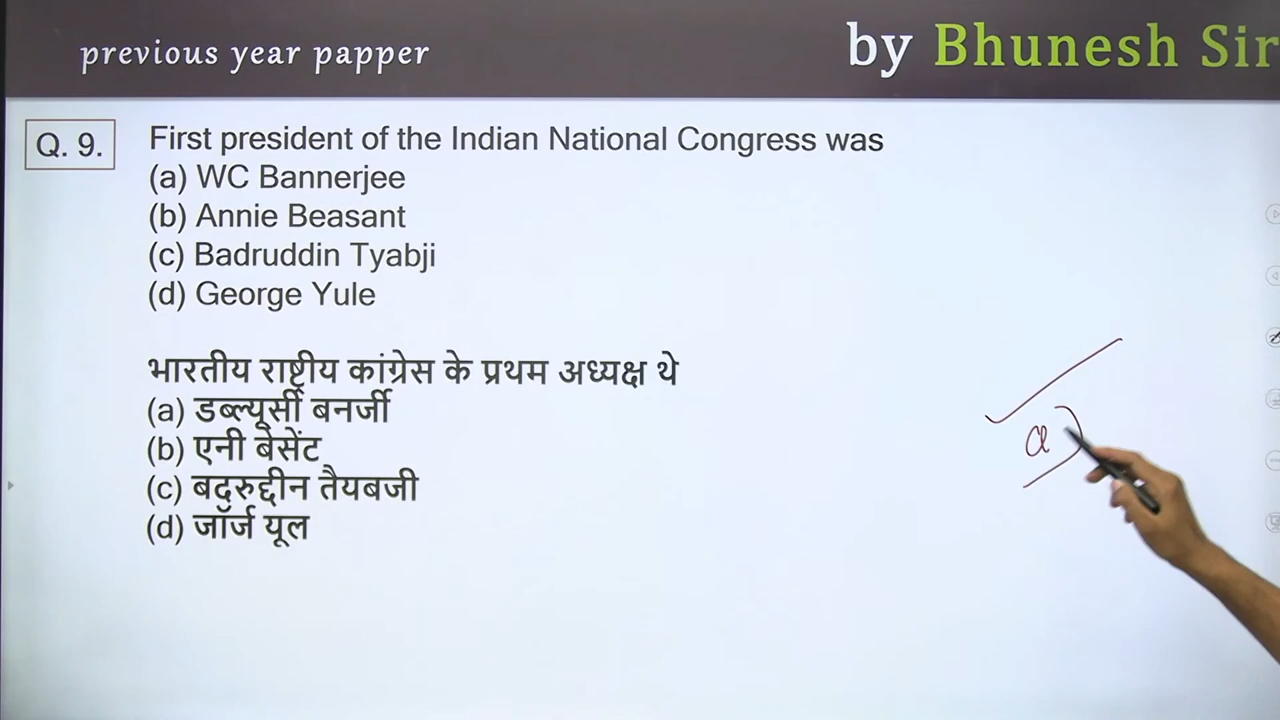 previous year papper
by Bhunesh Sir
Q. 9.
First president of the Indian National Congress was
(a) WC Bannerjee
(b) Annie Beasant
(c) Badruddin Tyabji
(d) George Yule
भारतीय राष्ट्रीय कांग्रेस के प्रथम अध्यक्ष थे
(a) डब्ल्यूसी बनर्जी
(b) एनी बेसेंट
(c) बदरुद्दीन तैयबजी
(d) जॉर्ज यूल
a)